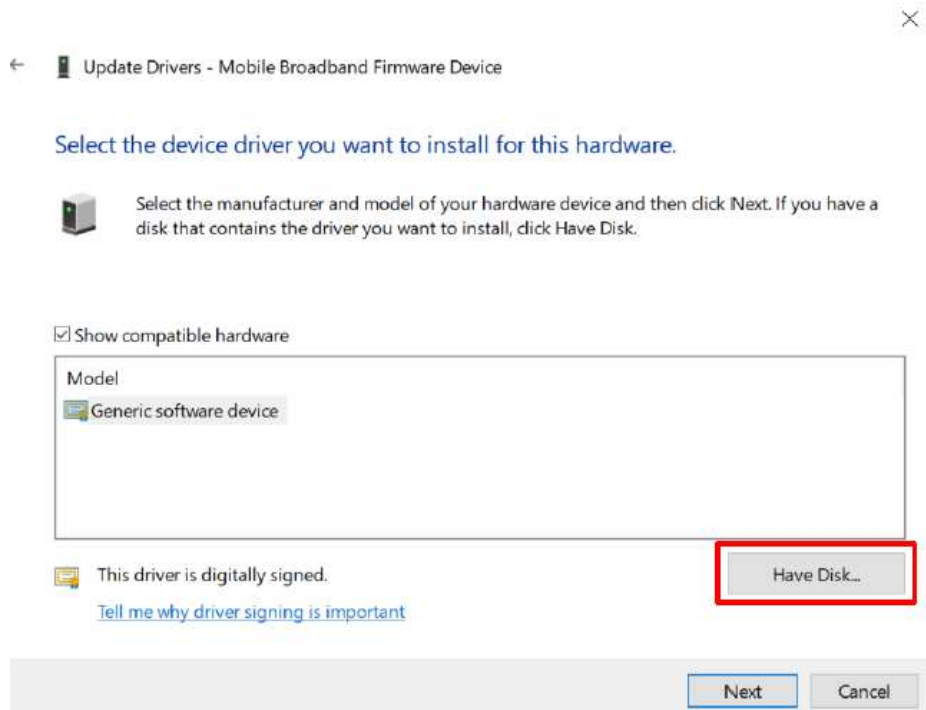 Update Drivers - Mobile Broadband Firmware Device
Select the device driver you want to install for this hardware.
Select the manufacturer and model of your hardware device and then click Next. If you have a
disk that contains the driver you want to install, click Have Disk.
Show compatible hardware
Model
Generic software device
This driver is digitally signed.
Have Disk...
Tell me why driver signing is important
Next
Cancel